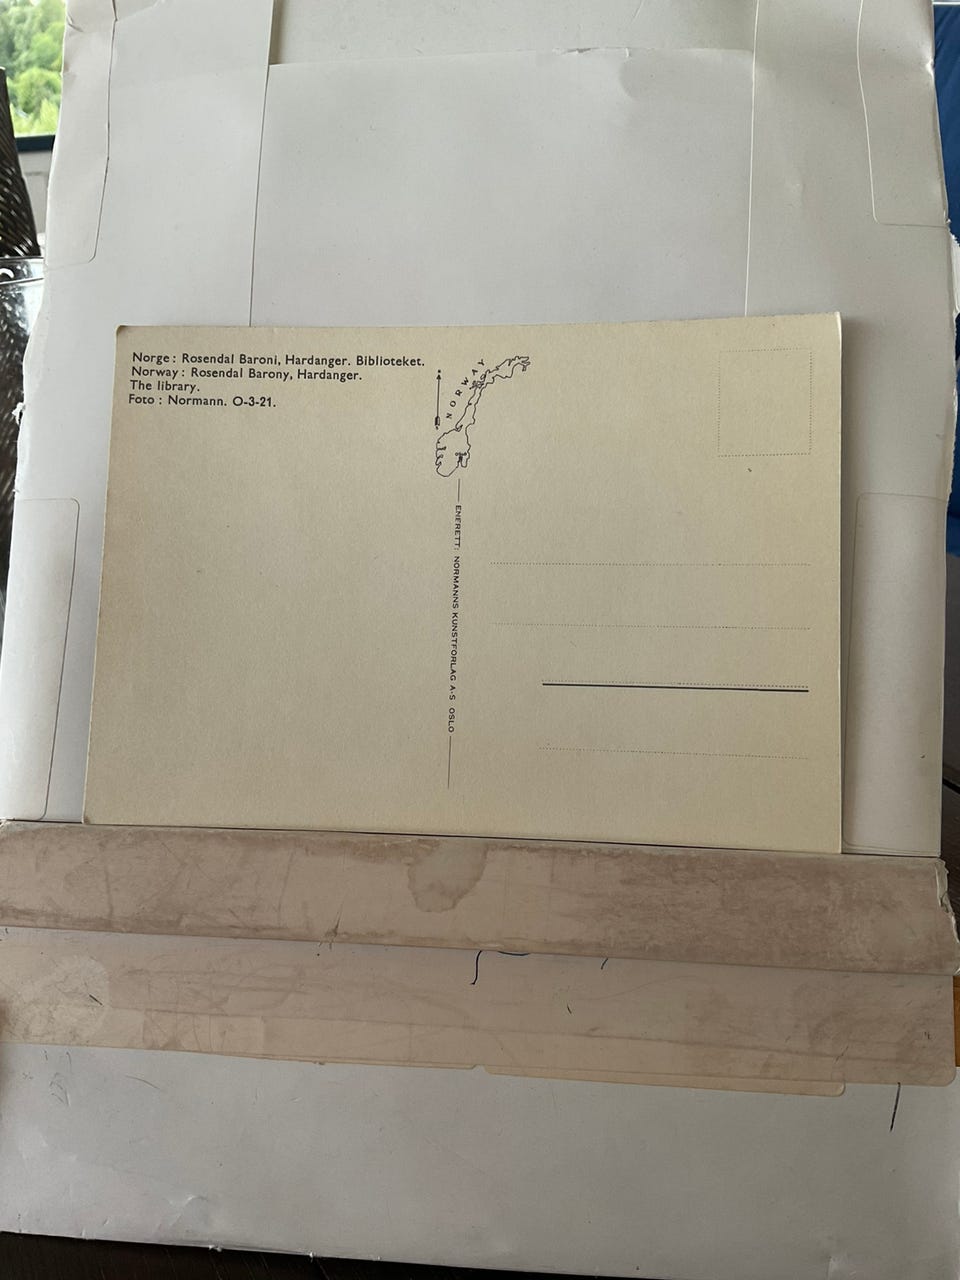 Norge : Rosendal Baroni, Hardanger. Biblioteket.
Norway : Rosendal Barony, Hardanger.
The library.
Foto : Normann. O-3-21.
NORWAY
ENERETT: NORMANNS KUNSTFORLAG A·S OSLO